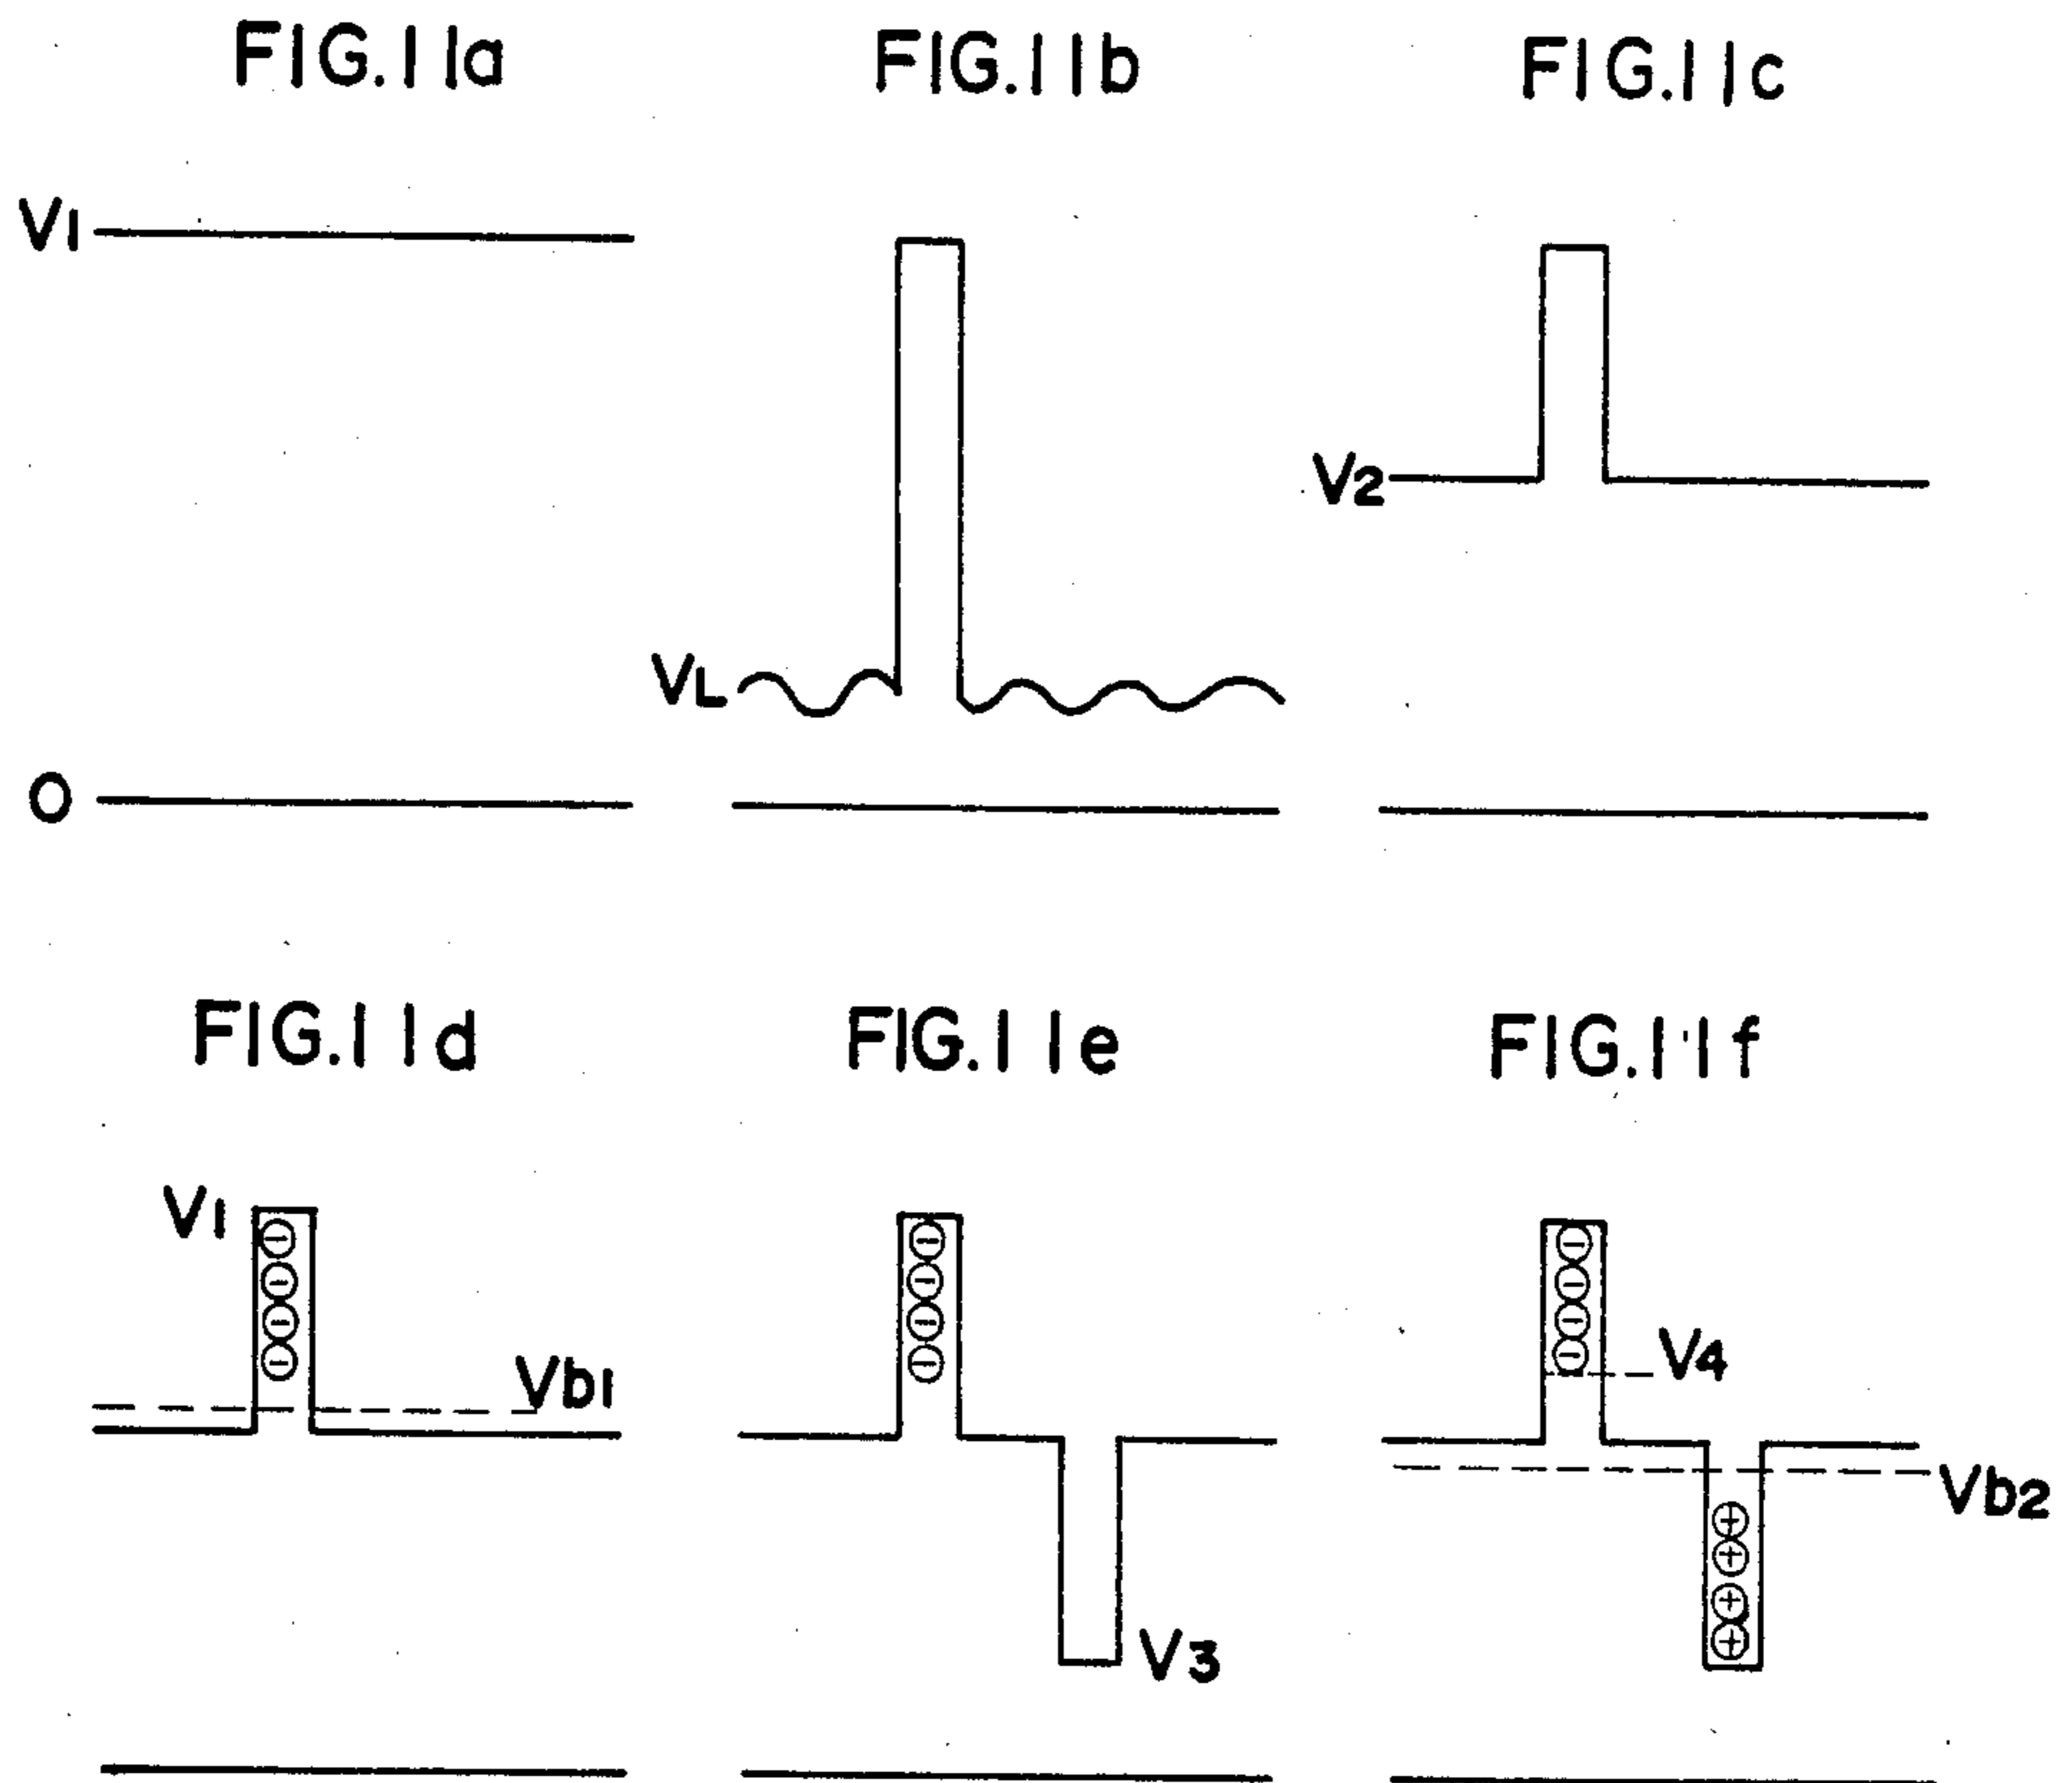 FIG.11a
FIG.11b
FIG.11c
V1
V2
VL
0
FIG.11d
FIG.11e
FIG.11f
V1
Vb1
V4
Vb2
V3